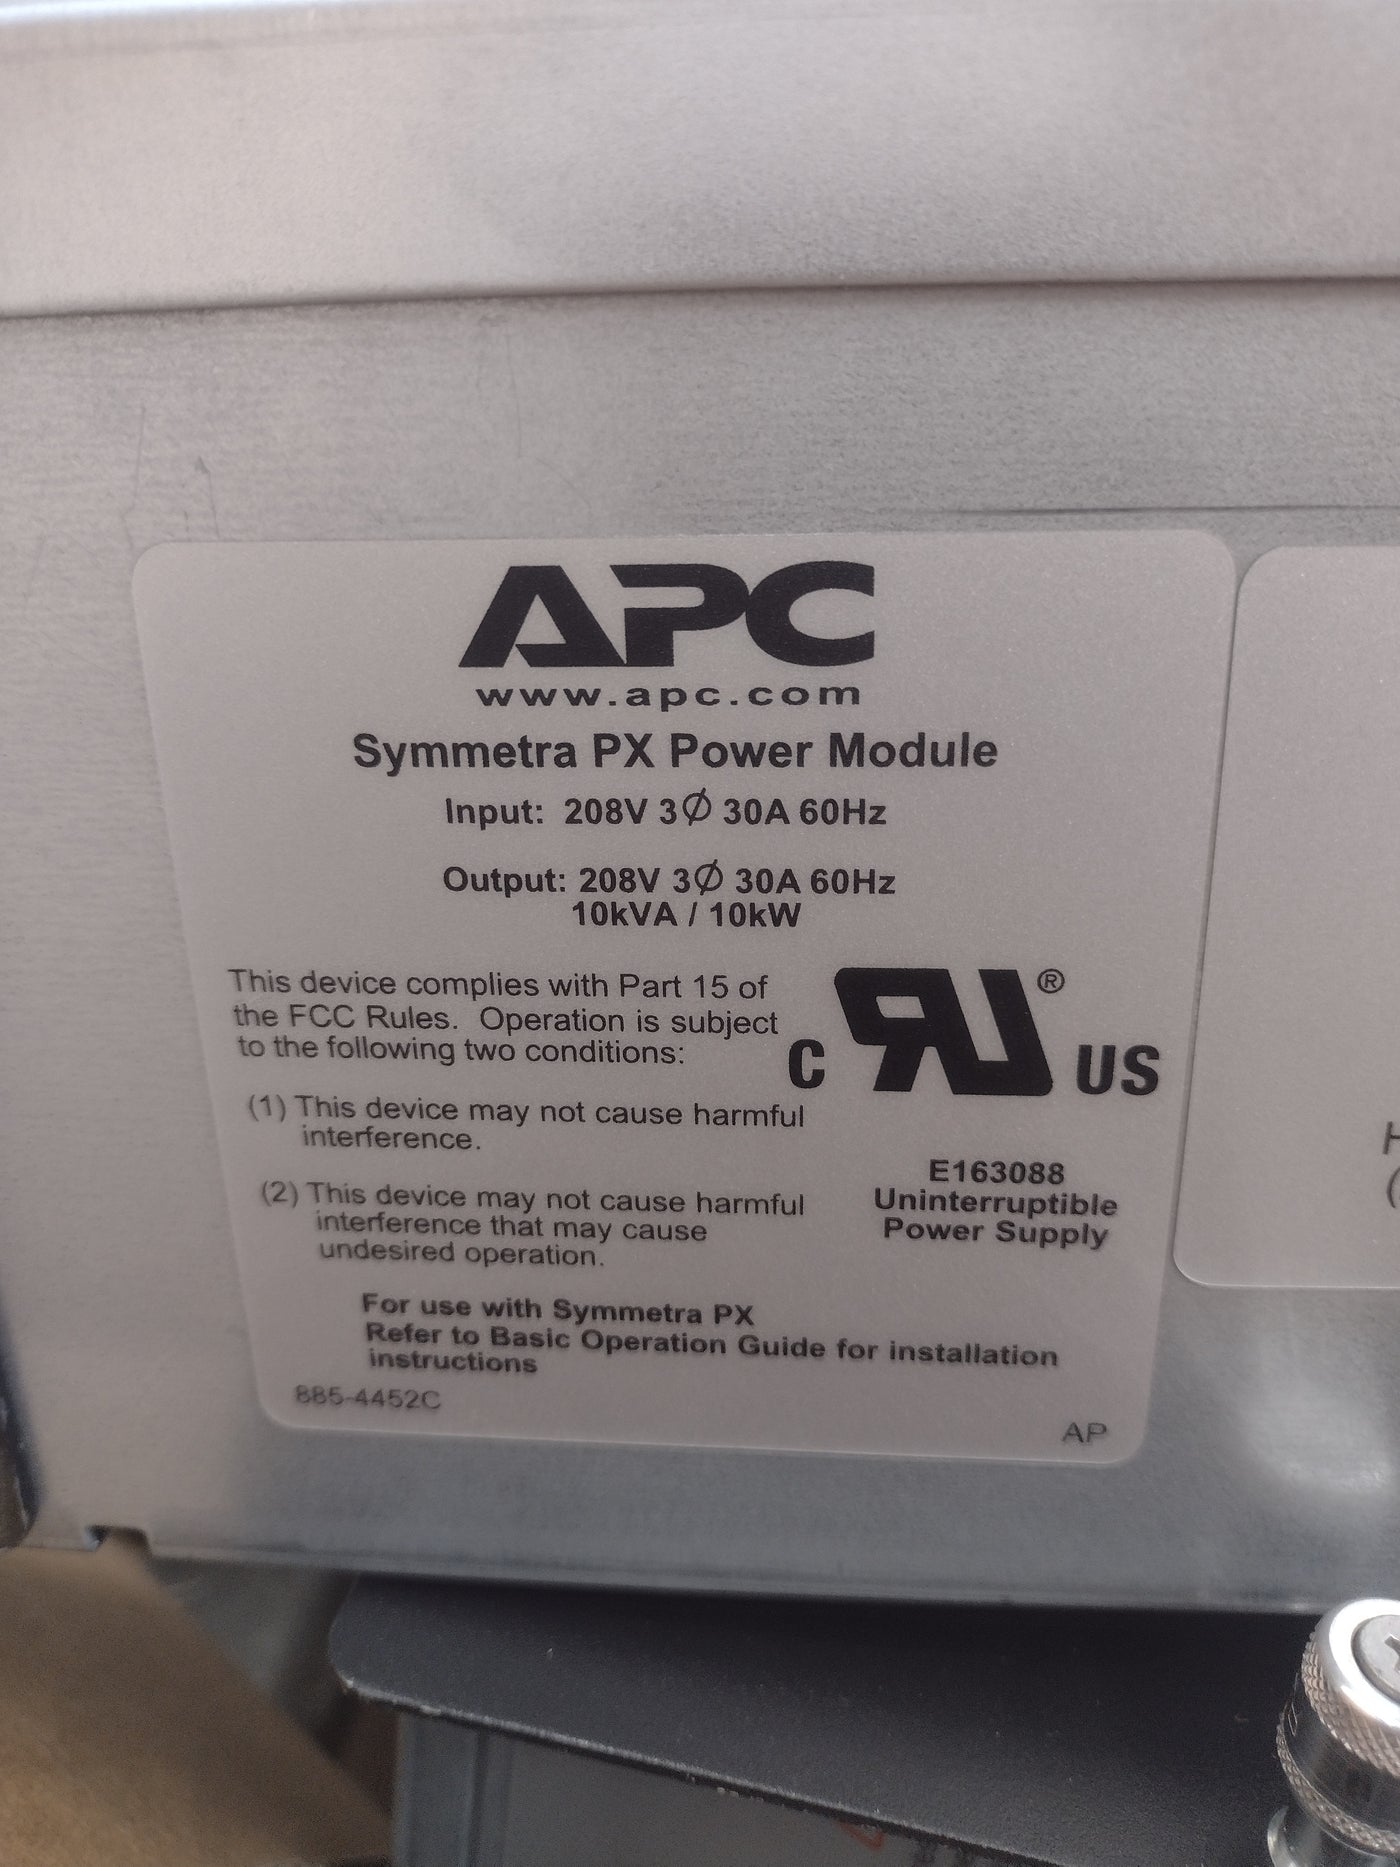 APC
www.apc.com
Symmetra PX Power Module
Input: 208V 3∅ 30A 60Hz
Output: 208V 3∅ 30A 60Hz
10kVA / 10kW
This device complies with Part 15 of
the FCC Rules. Operation is subject
to the following two conditions:
(1) This device may not cause harmful
interference.
(2) This device may not cause harmful
interference that may cause
undesired operation.
C RU® US
E163088
Uninterruptible
Power Supply
For use with Symmetra PX
Refer to Basic Operation Guide for installation
instructions
885-4452C
AP
H
(